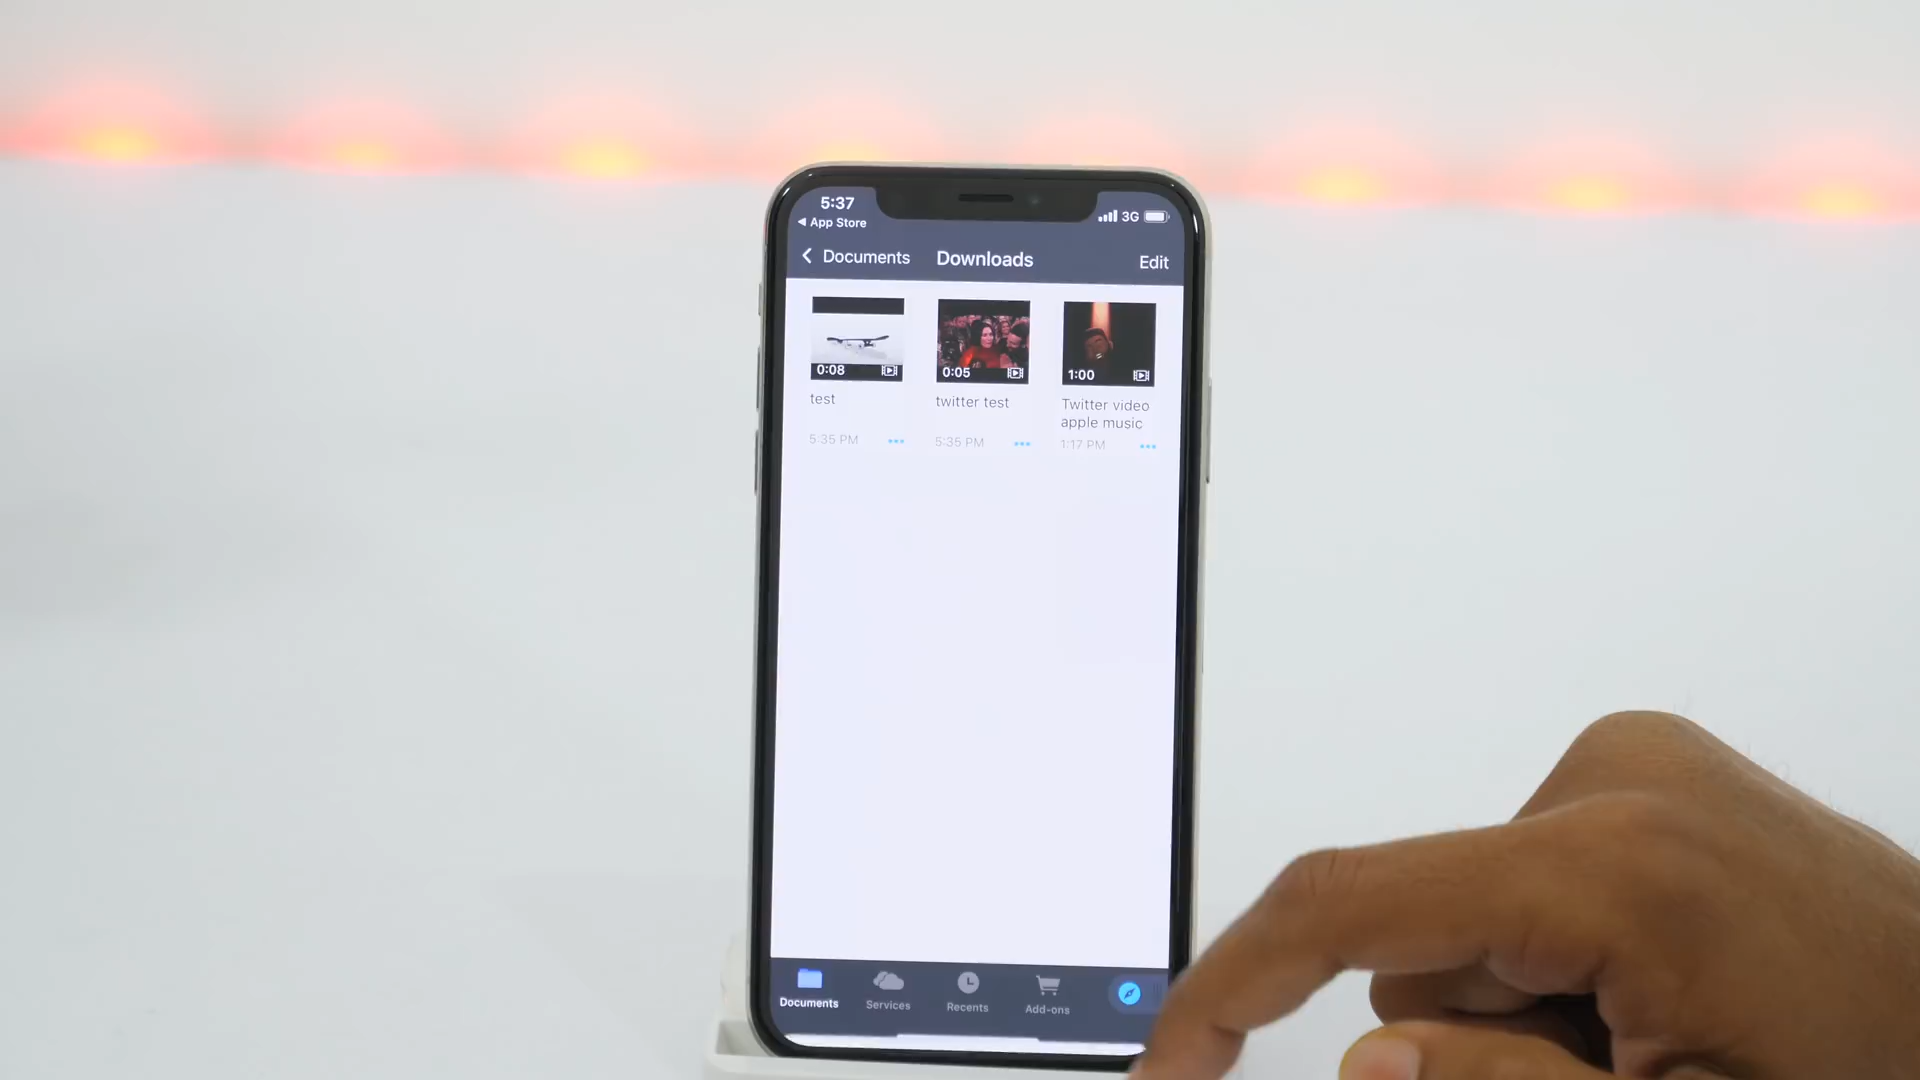 5:37
3G
◀ App Store
Documents
Downloads
Edit
0:08
0:05
1:00
test
twitter test
Twitter video
apple music
5:35 PM
5:35 PM
1:17 PM
Documents
Services
Recents
Add-ons